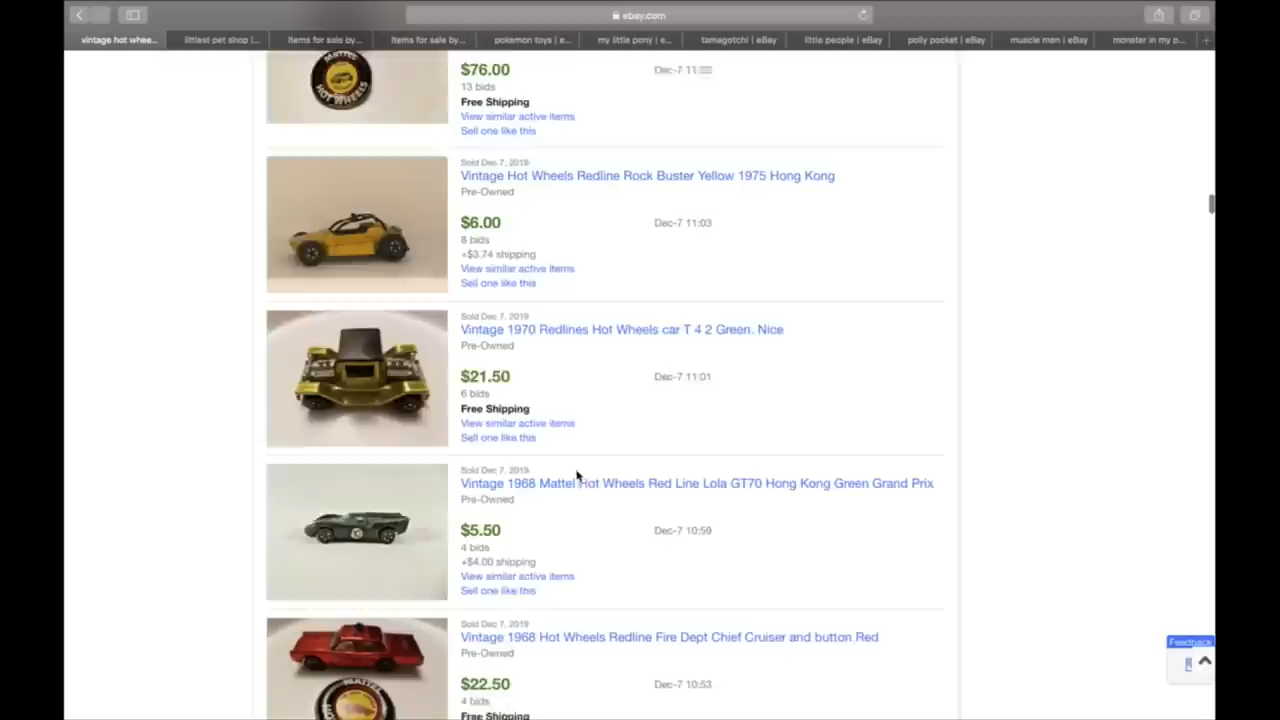 ebay.com
vintage hot whee...
littlest pet shop |...
Items for sale by...
Items for sale by...
pokemon toys | e...
my little pony | e...
tamagotchi | eBay
little people | eBay
polly pocket | eBay
muscle men | eBay
monster in my p...
MATTEL
HOT WHEELS
$76.00
Dec-7 11
13 bids
Free Shipping
View similar active items
Sell one like this
Sold Dec 7, 2019
Vintage Hot Wheels Redline Rock Buster Yellow 1975 Hong Kong
Pre-Owned
$6.00
Dec-7 11:03
8 bids
+$3.74 shipping
View similar active items
Sell one like this
Sold Dec 7, 2019
Vintage 1970 Redlines Hot Wheels car T 4 2 Green. Nice
Pre-Owned
$21.50
Dec-7 11:01
6 bids
Free Shipping
View similar active items
Sell one like this
Sold Dec 7, 2019
Vintage 1968 Mattel Hot Wheels Red Line Lola GT70 Hong Kong Green Grand Prix
Pre-Owned
$5.50
Dec-7 10:59
4 bids
+$4.00 shipping
View similar active items
Sell one like this
Sold Dec 7, 2019
Vintage 1968 Hot Wheels Redline Fire Dept Chief Cruiser and button Red
Pre-Owned
MATTEL
$22.50
Dec-7 10:53
4 bids
Free Shipping
Feedback